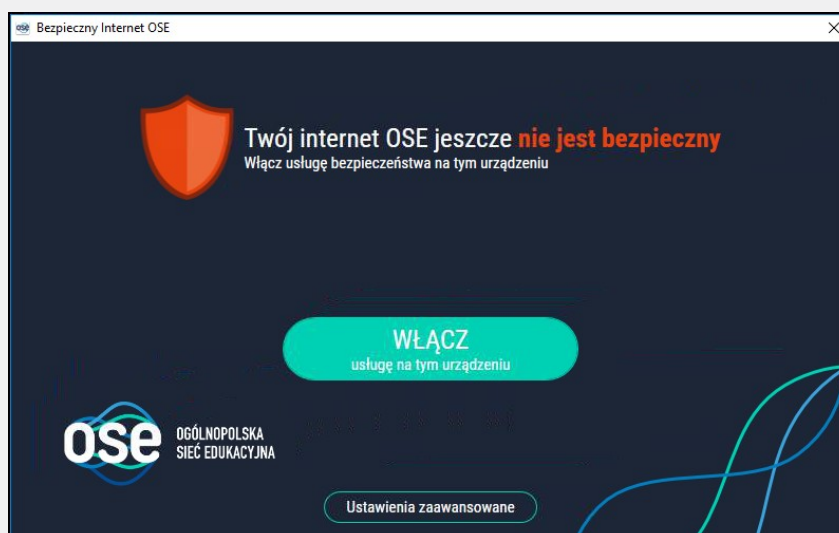 Bezpieczny Internet OSE
Twój internet OSE jeszcze nie jest bezpieczny
Włącz usługę bezpieczeństwa na tym urządzeniu
WŁĄCZ
usługę na tym urządzeniu
ose OGÓLNOPOLSKA
SIEĆ EDUKACYJNA
Ustawienia zaawansowane